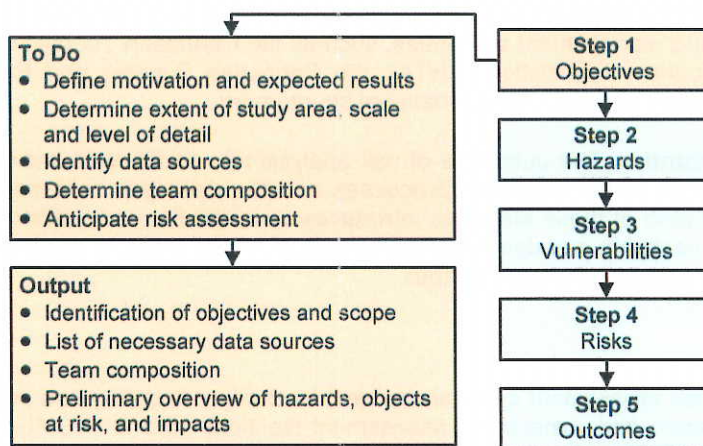 To Do
• Define motivation and expected results
• Determine extent of study area, scale
and level of detail
• Identify data sources
• Determine team composition
• Anticipate risk assessment
Output
• Identification of objectives and scope
• List of necessary data sources
• Team composition
• Preliminary overview of hazards, objects
at risk, and impacts
Step 1
Objectives
Step 2
Hazards
Step 3
Vulnerabilities
Step 4
Risks
Step 5
Outcomes